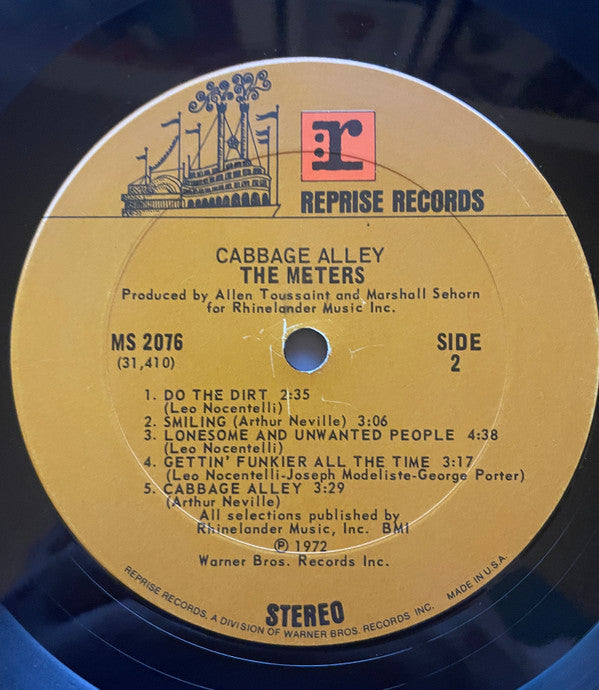 r
REPRISE RECORDS
CABBAGE ALLEY
THE METERS
Produced by Allen Toussaint and Marshall Sehorn
for Rhinelander Music Inc.
MS 2076
(31,410)
SIDE
2
1. DO THE DIRT 2:35
(Leo Nocentelli)
2. SMILING (Arthur Neville) 3:06
3. LONESOME AND UNWANTED PEOPLE 4:38
(Leo Nocentelli)
4. GETTIN' FUNKIER ALL THE TIME 3:17
(Leo Nocentelli-Joseph Modeliste-George Porter)
5. CABBAGE ALLEY 3:29
(Arthur Neville)
All selections published by
Rhinelander Music, Inc. BMI
℗ 1972
Warner Bros. Records Inc.
STEREO
REPRISE RECORDS, A DIVISION OF WARNER BROS. RECORDS INC. MADE IN U.S.A.